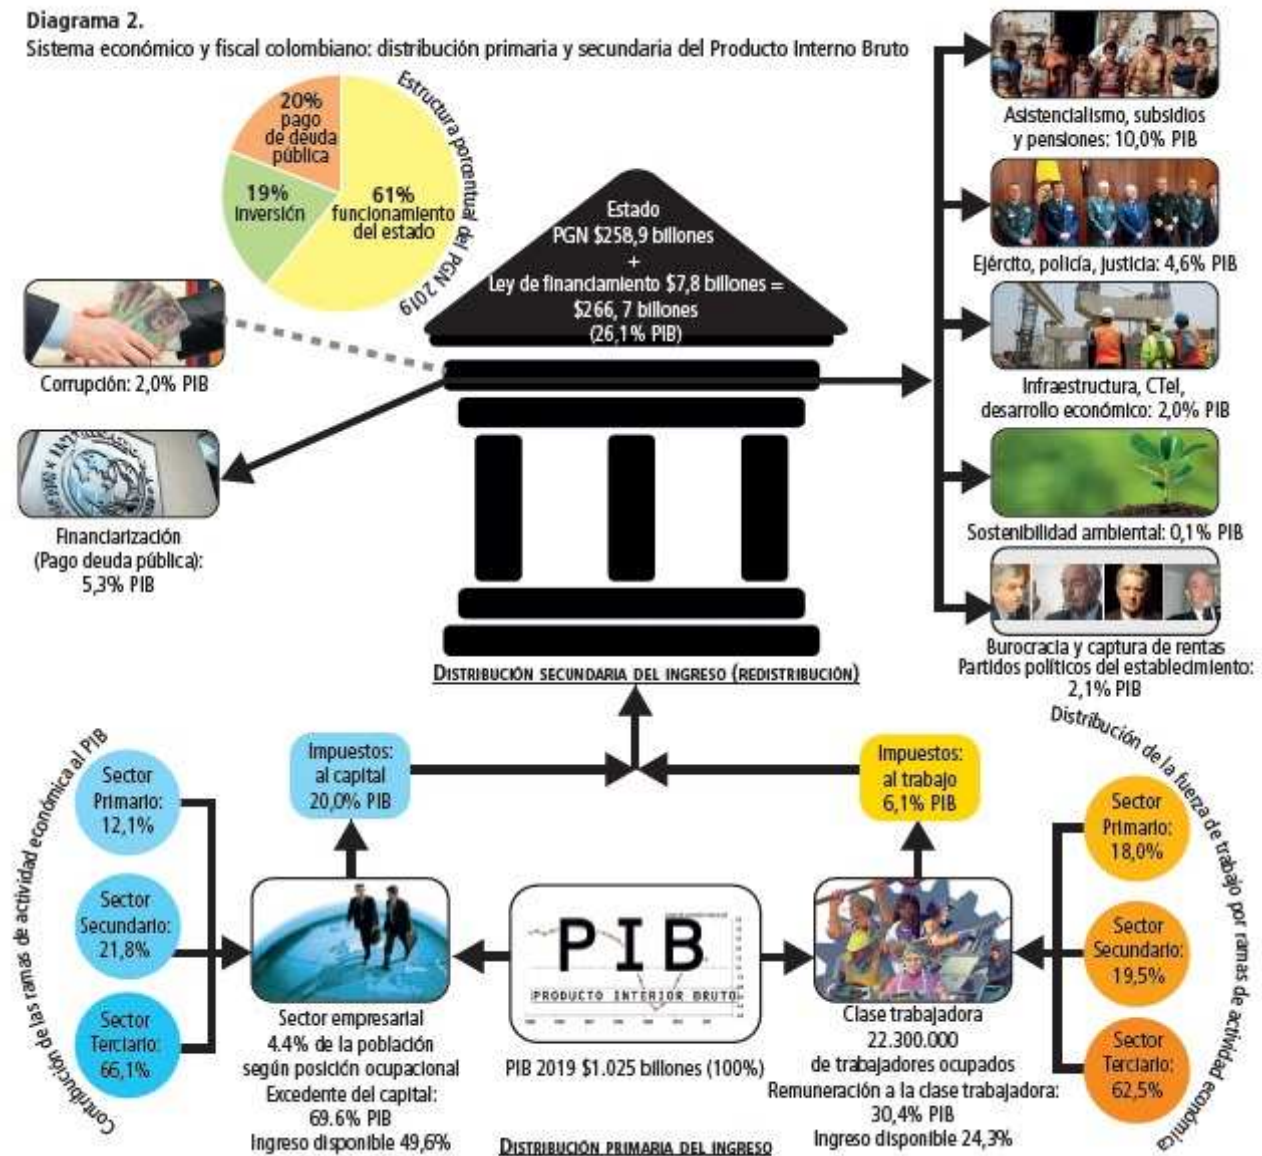 Diagrama 2.
Sistema económico y fiscal colombiano: distribución primaria y secundaria del Producto Interno Bruto
Estructura porcentual del PGN 2019
20%
pago
de deuda
pública
19%
inversión
61%
funcionamiento
del estado
Estado
PGN $258,9 billones
+
Ley de financiamiento $7,8 billones =
$266, 7 billones
(26,1% PIB)
Corrupción: 2,0% PIB
Financiarización
(Pago deuda pública):
5,3% PIB
Asistencialismo, subsidios
y pensiones: 10,0% PIB
Ejército, policía, justicia: 4,6% PIB
Infraestructura, CTeI,
desarrollo económico: 2,0% PIB
Sostenibilidad ambiental: 0,1% PIB
Burocracia y captura de rentas
Partidos políticos del establecimiento:
2,1% PIB
DISTRIBUCIÓN SECUNDARIA DEL INGRESO (REDISTRIBUCIÓN)
Impuestos:
al capital
20,0% PIB
Impuestos:
al trabajo
6,1% PIB
Contribución de las ramas de actividad económica al PIB
Sector
Primario:
12,1%
Sector
Secundario:
21,8%
Sector
Terciario:
66,1%
Sector empresarial
4.4% de la población
según posición ocupacional
Excedente del capital:
69.6% PIB
Ingreso disponible 49,6%
PIB
PRODUCTO INTERIOR BRUTO
PIB 2019 $1.025 billones (100%)
DISTRIBUCIÓN PRIMARIA DEL INGRESO
Clase trabajadora
22.300.000
de trabajadores ocupados
Remuneración a la clase trabajadora:
30,4% PIB
Ingreso disponible 24,3%
Distribución de la fuerza de trabajo por ramas de actividad económica
Sector
Primario:
18,0%
Sector
Secundario:
19,5%
Sector
Terciario:
62,5%